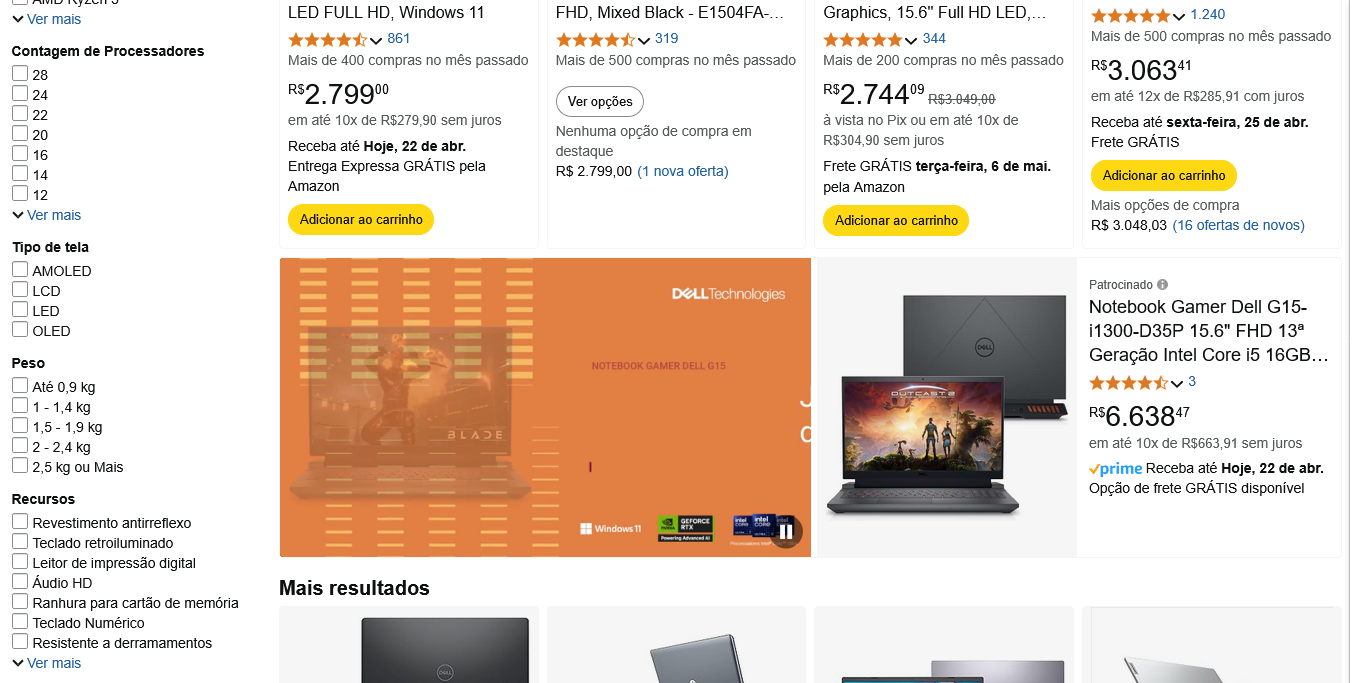 AMD Ryzen 5
Ver mais
Contagem de Processadores
28
24
22
20
16
14
12
Ver mais
Tipo de tela
AMOLED
LCD
LED
OLED
Peso
Até 0,9 kg
1 - 1,4 kg
1,5 - 1,9 kg
2 - 2,4 kg
2,5 kg ou Mais
Recursos
Revestimento antirreflexo
Teclado retroiluminado
Leitor de impressão digital
Áudio HD
Ranhura para cartão de memória
Teclado Numérico
Resistente a derramamentos
Ver mais
LED FULL HD, Windows 11
861
Mais de 400 compras no mês passado
R$2.79900
em até 10x de R$279,90 sem juros
Receba até Hoje, 22 de abr.
Entrega Expressa GRÁTIS pela
Amazon
Adicionar ao carrinho
FHD, Mixed Black - E1504FA-…
319
Mais de 500 compras no mês passado
Ver opções
Nenhuma opção de compra em
destaque
R$ 2.799,00 (1 nova oferta)
Graphics, 15.6" Full HD LED,…
344
Mais de 200 compras no mês passado
R$2.74409 R$3.049,00
à vista no Pix ou em até 10x de
R$304,90 sem juros
Frete GRÁTIS terça-feira, 6 de mai.
pela Amazon
Adicionar ao carrinho
1.240
Mais de 500 compras no mês passado
R$3.06341
em até 12x de R$285,91 com juros
Receba até sexta-feira, 25 de abr.
Frete GRÁTIS
Adicionar ao carrinho
Mais opções de compra
R$ 3.048,03 (16 ofertas de novos)
DELLTechnologies
NOTEBOOK GAMER DELL G15
BLADE
Windows 11
NVIDIA GEFORCE
RTX
Powering Advanced AI
intel intel
DELL
OUTCAST 2
Patrocinado
Notebook Gamer Dell G15-
i1300-D35P 15.6" FHD 13ª
Geração Intel Core i5 16GB…
3
R$6.63847
em até 10x de R$663,91 sem juros
prime Receba até Hoje, 22 de abr.
Opção de frete GRÁTIS disponível
Mais resultados
DELL